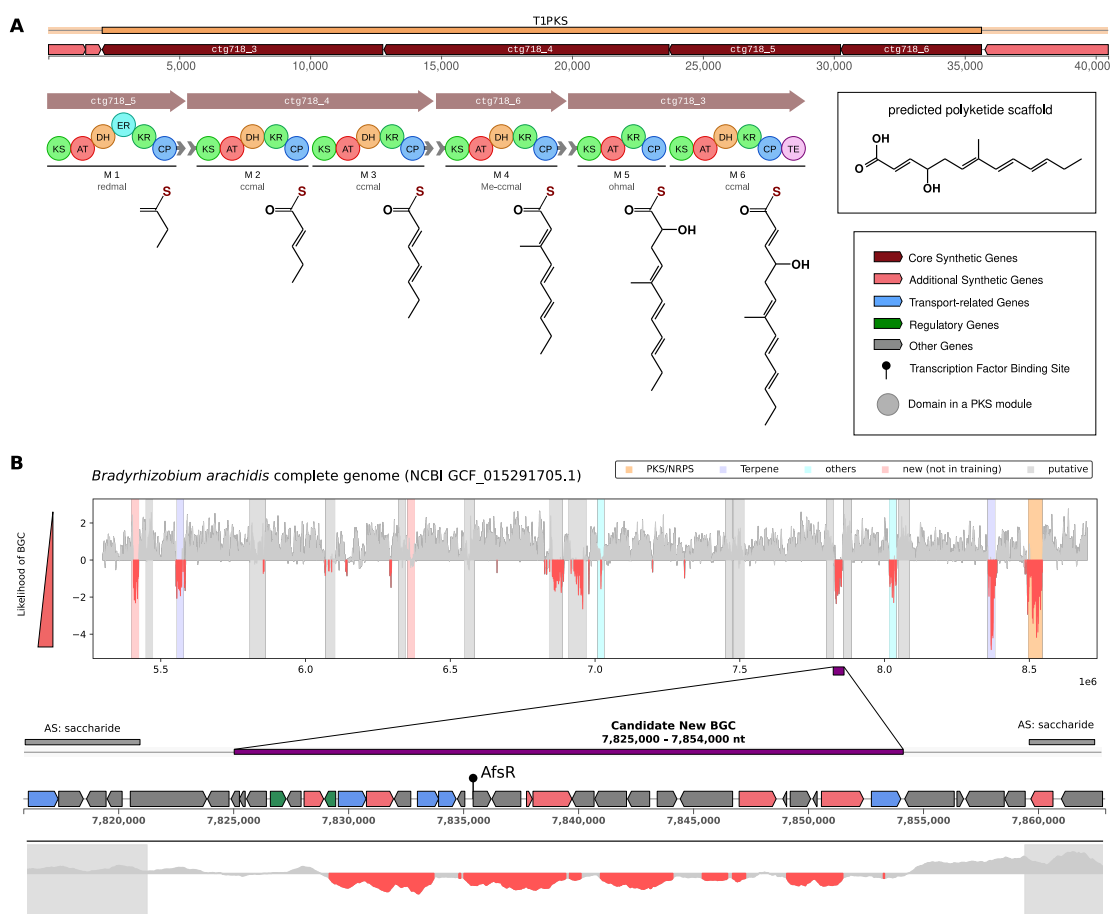 A
T1PKS
ctg718_3
ctg718_4
ctg718_5
ctg718_6
5,000
10,000
15,000
20,000
25,000
30,000
35,000
40,000
ctg718_5
ctg718_4
ctg718_6
ctg718_3
KS AT DH ER KR CP
KS AT DH KR CP
KS AT DH KR CP
KS AT DH KR CP
KS AT KR CP
KS AT DH KR CP TE
M 1
redmal
M 2
ccmal
M 3
ccmal
M 4
Me-ccmal
M 5
ohmal
M 6
ccmal
S
O S
O S
O S
O S
OH
O S
OH
predicted polyketide scaffold
OH
O
OH
Core Synthetic Genes
Additional Synthetic Genes
Transport-related Genes
Regulatory Genes
Other Genes
Transcription Factor Binding Site
Domain in a PKS module
B
Bradyrhizobium arachidis complete genome (NCBI GCF_015291705.1)
PKS/NRPS
Terpene
others
new (not in training)
putative
Likelihood of BGC
2
0
−2
−4
5.5
6.0
6.5
7.0
7.5
8.0
8.5
1e6
AS: saccharide
Candidate New BGC
7,825,000 - 7,854,000 nt
AS: saccharide
AfsR
7,820,000
7,825,000
7,830,000
7,835,000
7,840,000
7,845,000
7,850,000
7,855,000
7,860,000